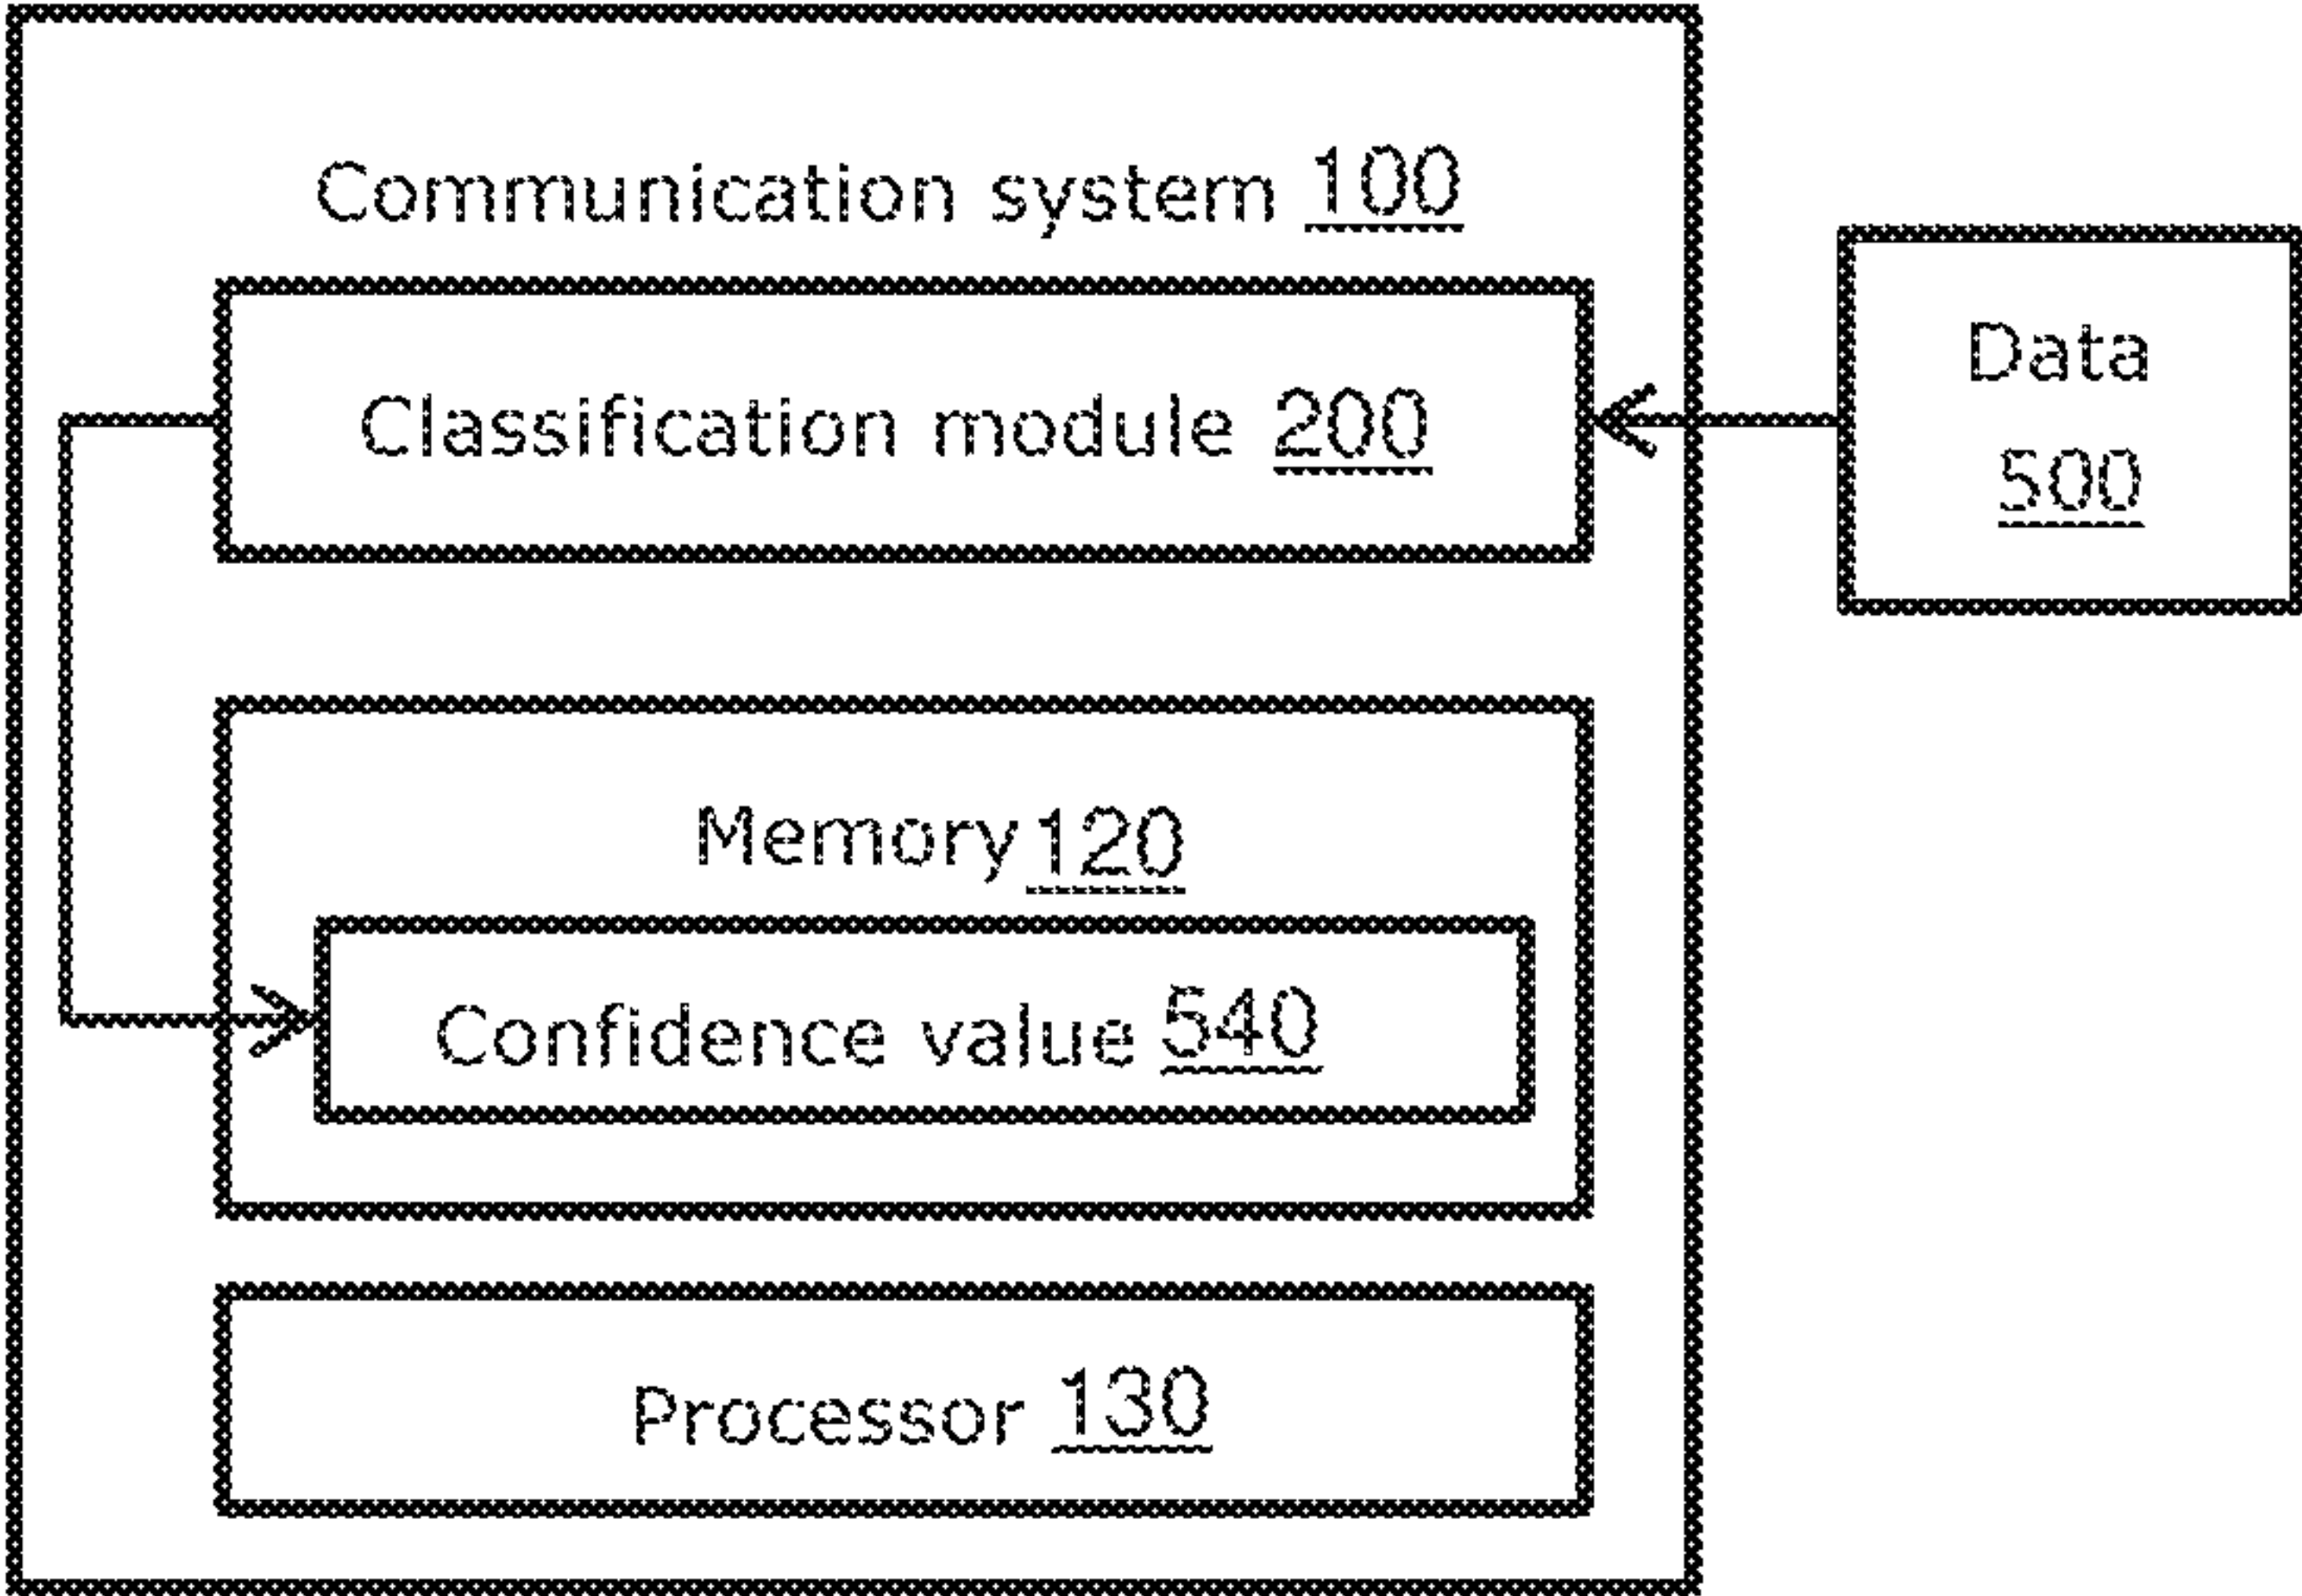 Communication system 100
Classification module 200
Data
500
Memory 120
Confidence value 540
Processor 130